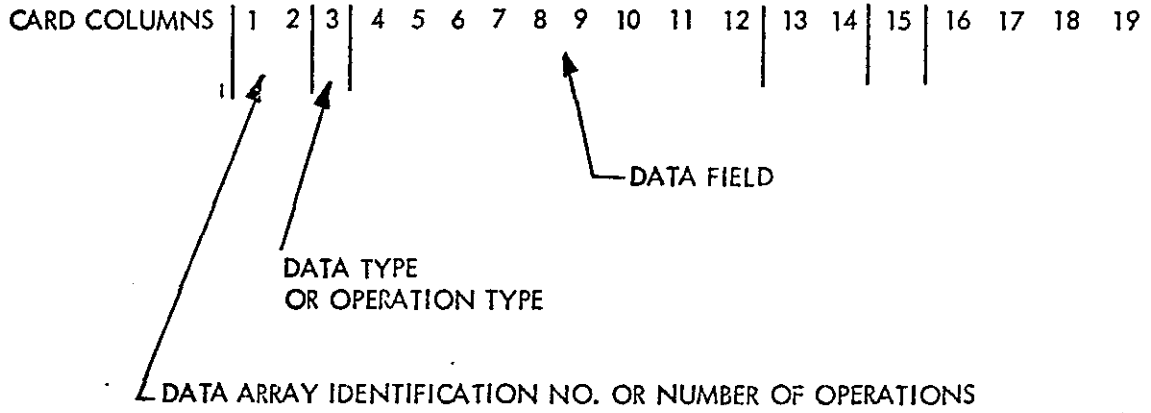 CARD COLUMNS 1 2 3 4 5 6 7 8 9 10 11 12 13 14 15 16 17 18 19
DATA FIELD
DATA TYPE
OR OPERATION TYPE
DATA ARRAY IDENTIFICATION NO. OR NUMBER OF OPERATIONS